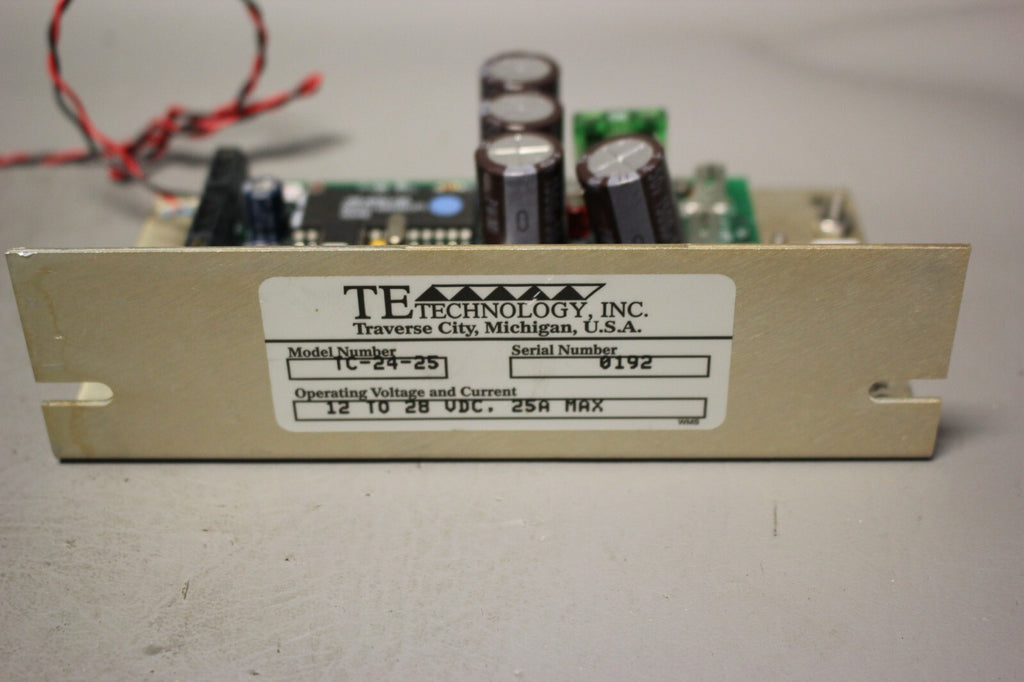 TE TECHNOLOGY, INC.
Traverse City, Michigan, U.S.A.
Model Number
TC-24-25
Serial Number
0192
Operating Voltage and Current
12 TO 28 VDC. 25A MAX
WMS